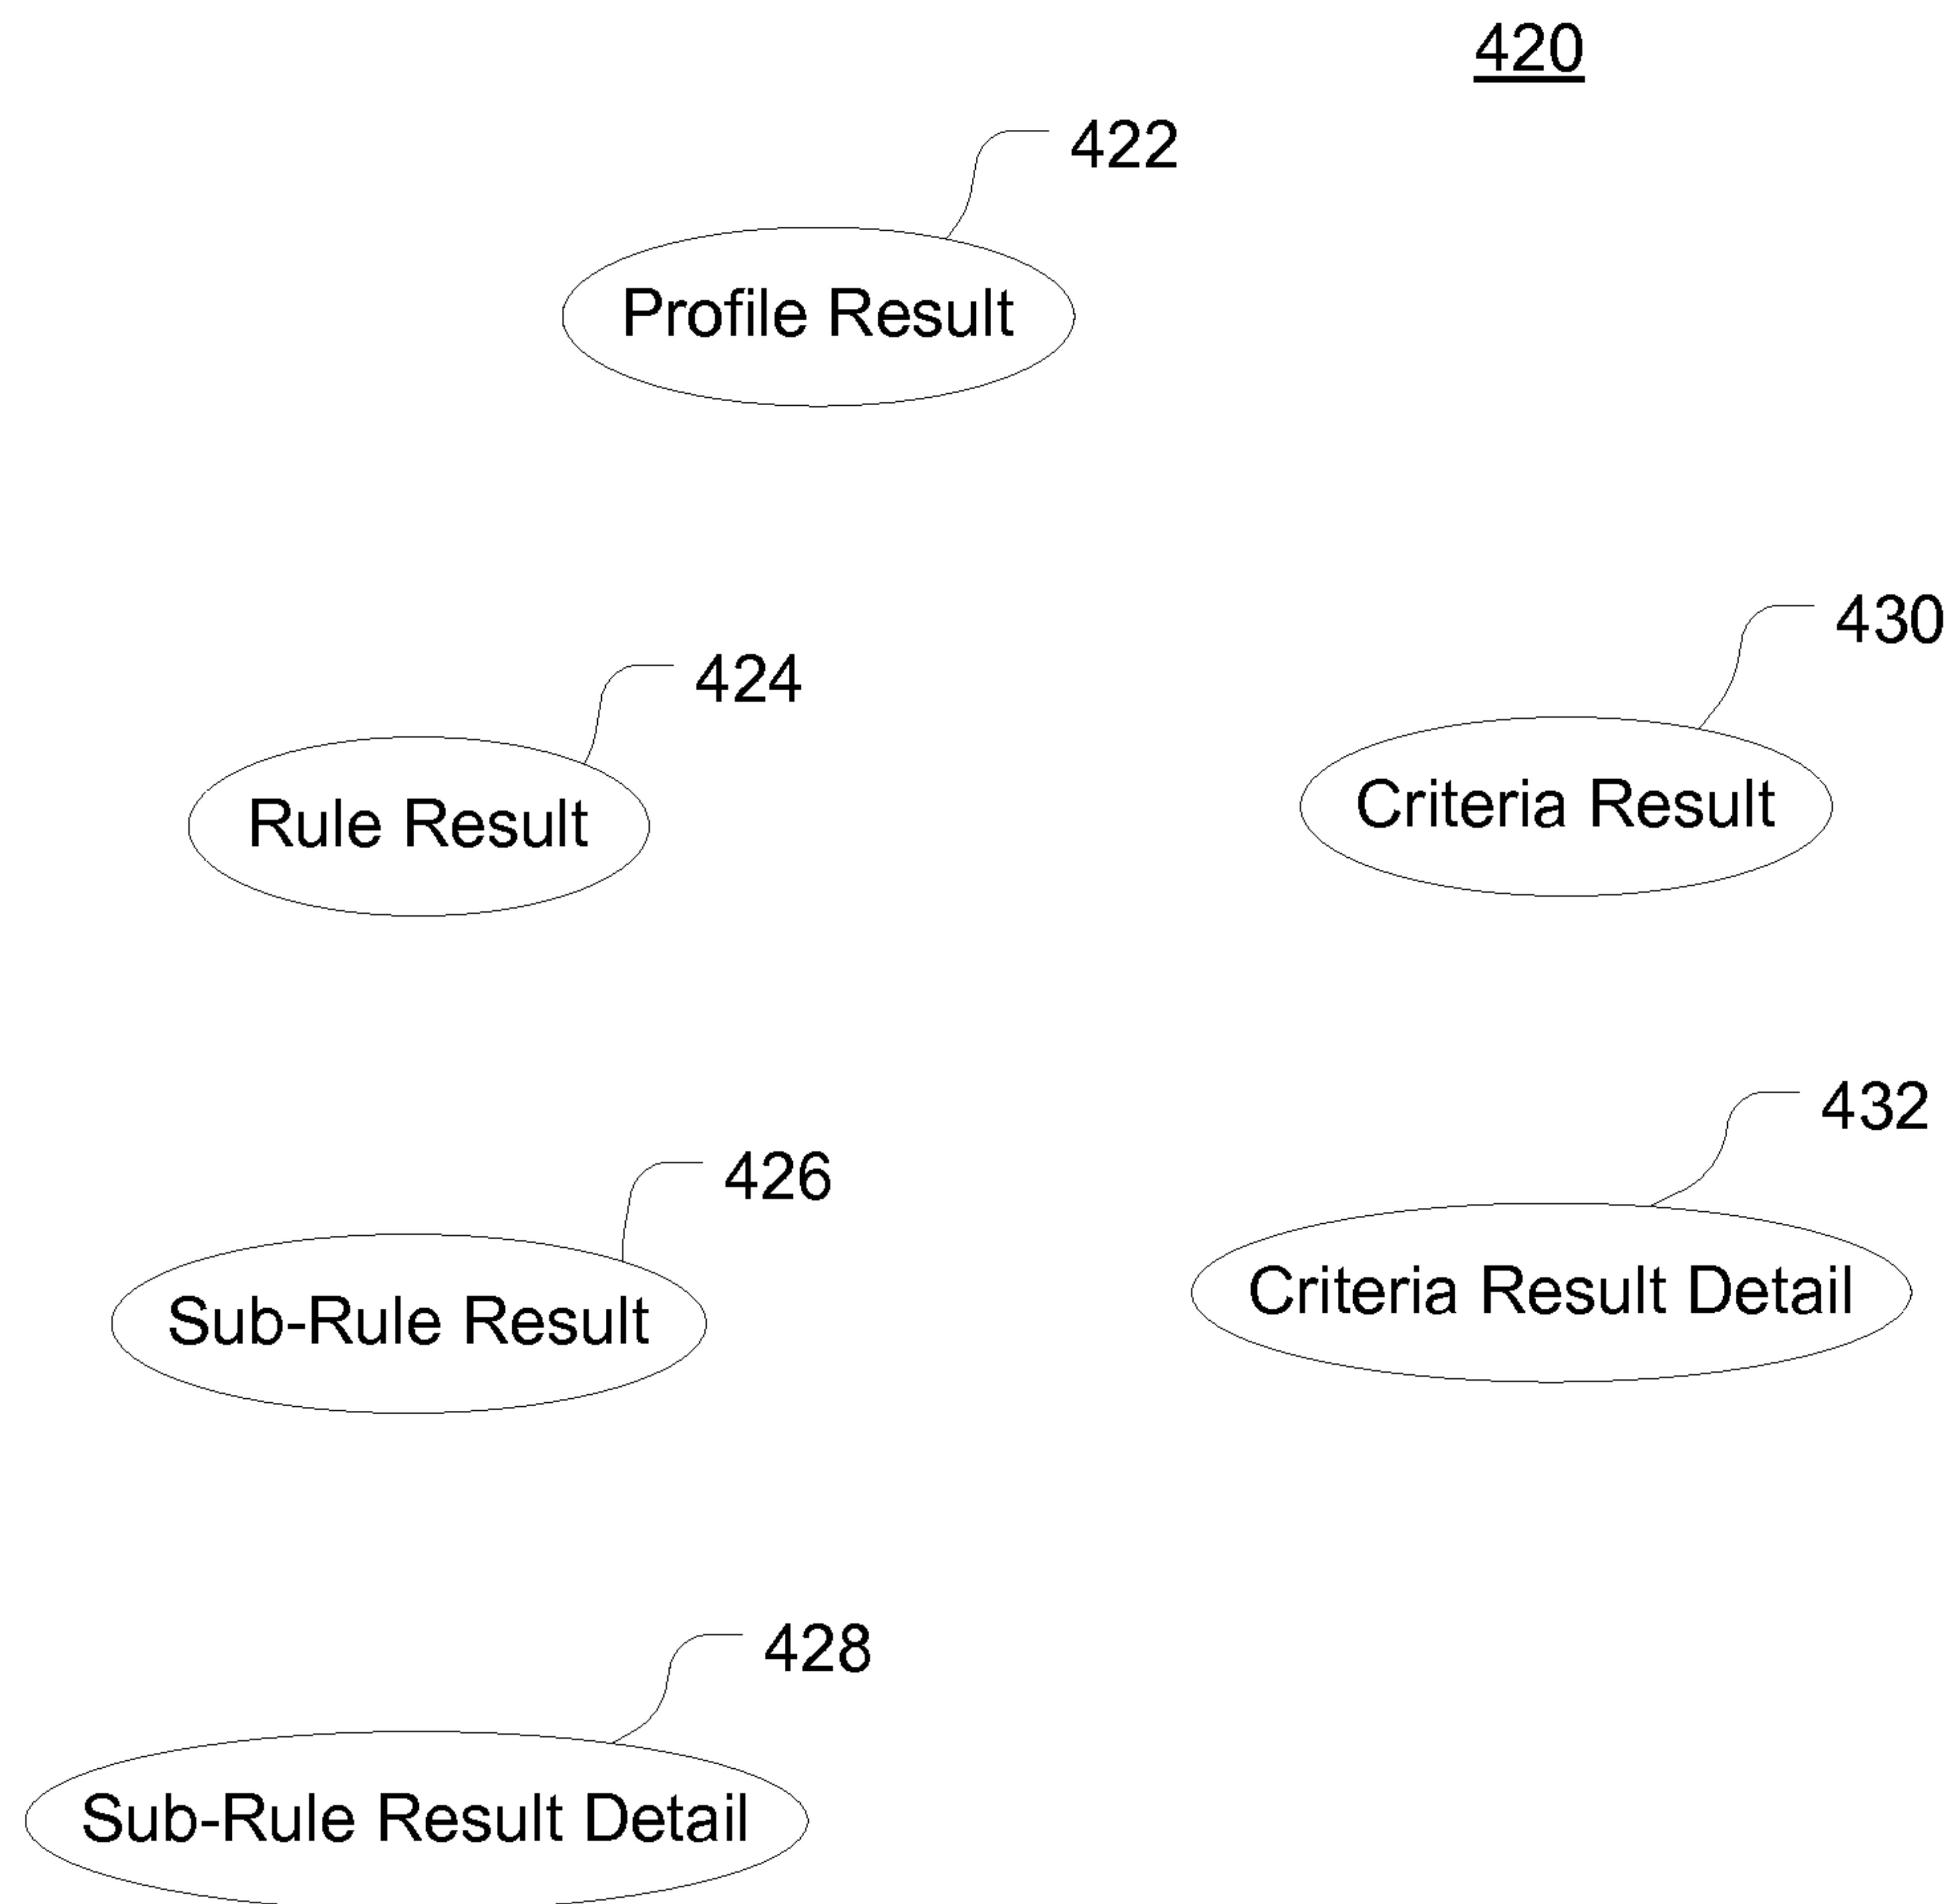 420
422
Profile Result
430
424
Criteria Result
Rule Result
432
426
Criteria Result Detail
Sub-Rule Result
428
Sub-Rule Result Detail